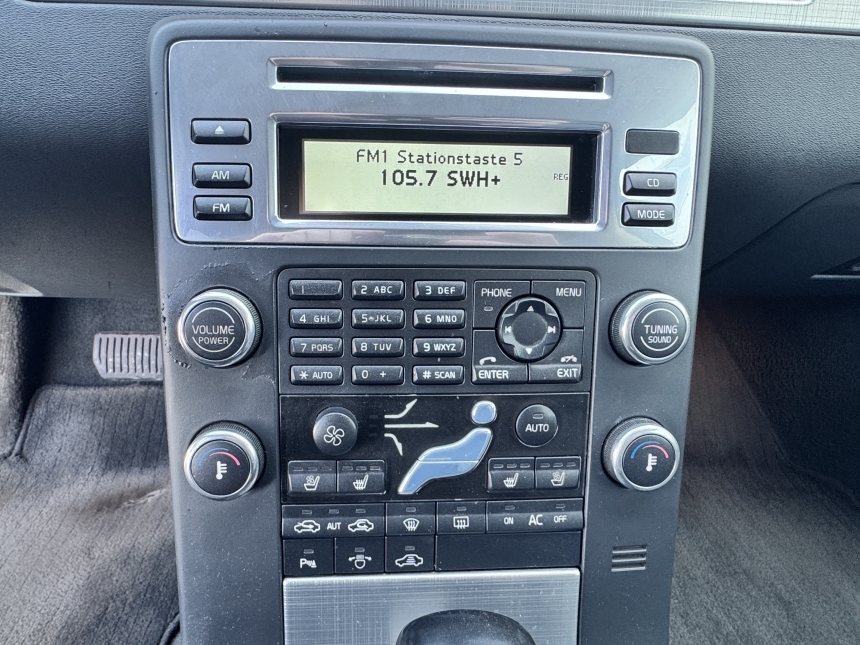 FM1 Stationstaste 5
105.7 SWH+
REG
AM
FM
CD
MODE
1
2 ABC
3 DEF
4 GHI
5 JKL
6 MNO
7 PQRS
8 TUV
9 WXYZ
* AUTO
0 +
# SCAN
PHONE
MENU
ENTER
EXIT
VOLUME
POWER
TUNING
SOUND
AUTO
AUT
ON AC OFF